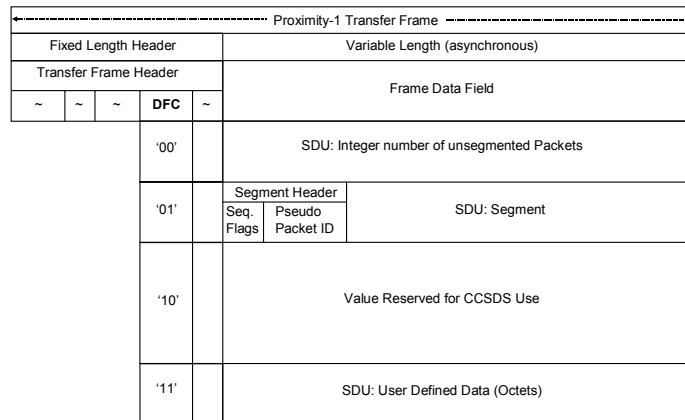 Proximity-1 Transfer Frame
Fixed Length Header
Variable Length (asynchronous)
Transfer Frame Header
Frame Data Field
~ ~ ~ DFC ~
‘00’
SDU: Integer number of unsegmented Packets
‘01’
Segment Header
Seq.
Flags
Pseudo
Packet ID
SDU: Segment
‘10’
Value Reserved for CCSDS Use
‘11’
SDU: User Defined Data (Octets)